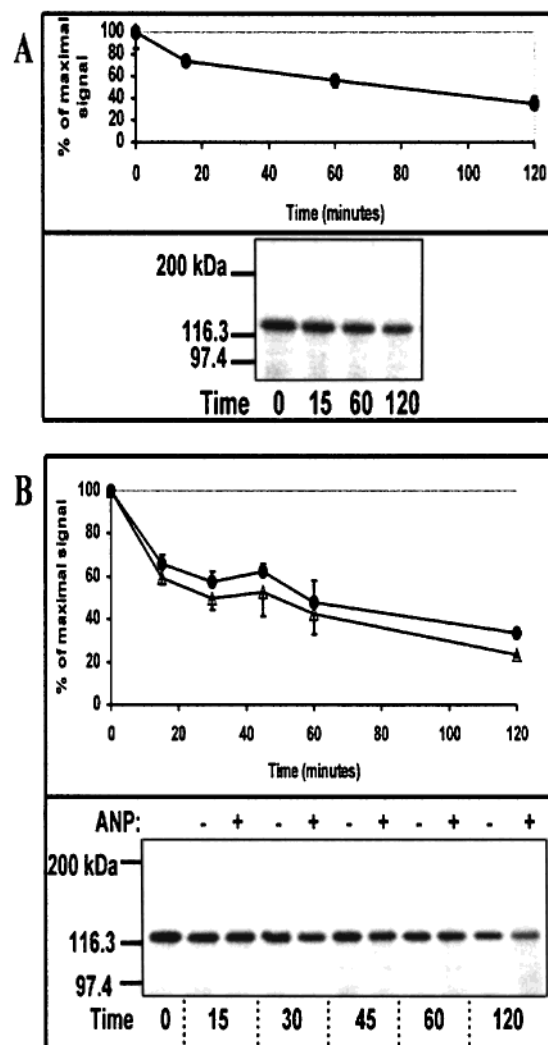 A
% of maximal
signal
100
80
60
40
20
0
0 20 40 60 80 100 120
Time (minutes)
200 kDa
116.3
97.4
Time 0 15 60 120
B
% of maximal signal
100
80
60
40
20
0
0 20 40 60 80 100 120
Time (minutes)
ANP: - + - + - + - + - +
200 kDa
116.3
97.4
Time 0 15 30 45 60 120